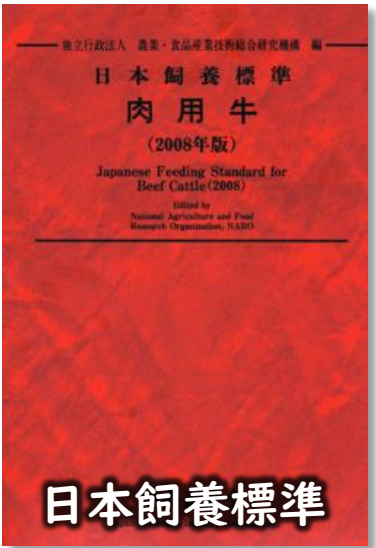 独立行政法人 農業・食品産業技術総合研究機構 編
日本飼養標準
肉用牛
(2008年版)
Japanese Feeding Standard for
Beef Cattle(2008)
Edited by
National Agriculture and Food
Research Organization, NARO
日本飼養標準